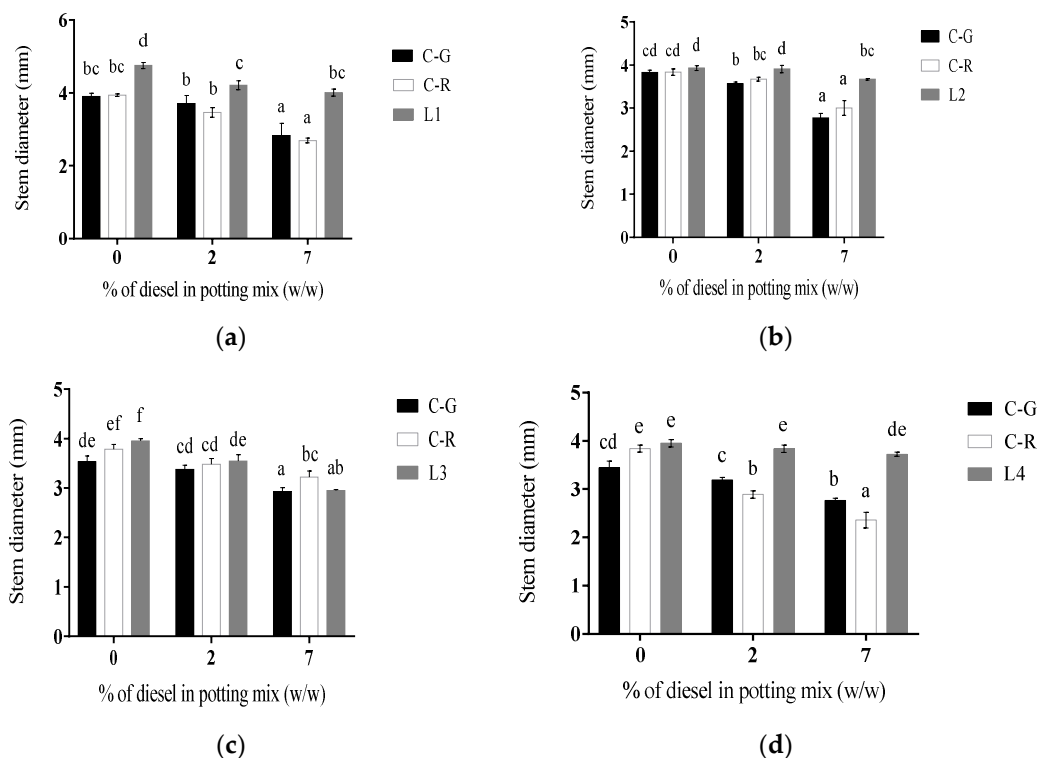 Stem diameter (mm)
6
4
2
0
bc bc d
b b c
a a bc
0 2 7
% of diesel in potting mix (w/w)
C-G
C-R
L1
(a)
Stem diameter (mm)
5
4
3
2
1
0
cd cd d
b bc d
a a bc
0 2 7
% of diesel in potting mix (w/w)
C-G
C-R
L2
(b)
Stem diameter (mm)
5
4
3
2
1
0
de ef f
cd cd de
a bc ab
0 2 7
% of diesel in potting mix (w/w)
C-G
C-R
L3
(c)
Stem diameter (mm)
5
4
3
2
1
0
cd e e
c b e
b a de
0 2 7
% of diesel in potting mix (w/w)
C-G
C-R
L4
(d)